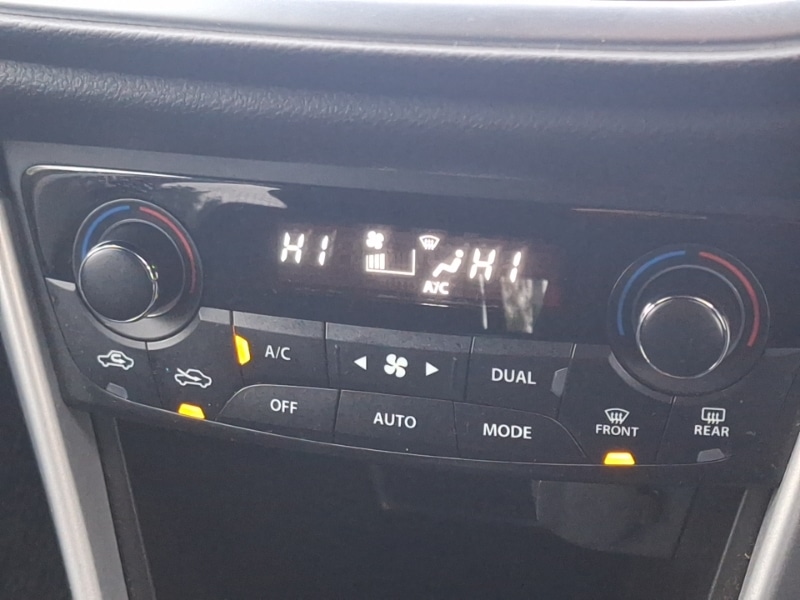 HI HI
A/C
A/C
DUAL
OFF
AUTO
MODE
FRONT
REAR